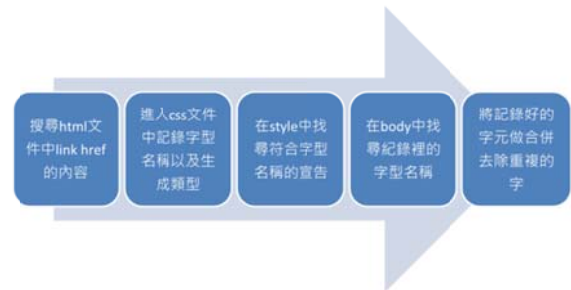 搜尋html文
件中link href
的內容
進入css文件
中記錄字型
名稱以及生
成類型
在style中找
尋符合字型
名稱的宣告
在body中找
尋紀錄裡的
字型名稱
將記錄好的
字元做合併
去除重複的
字